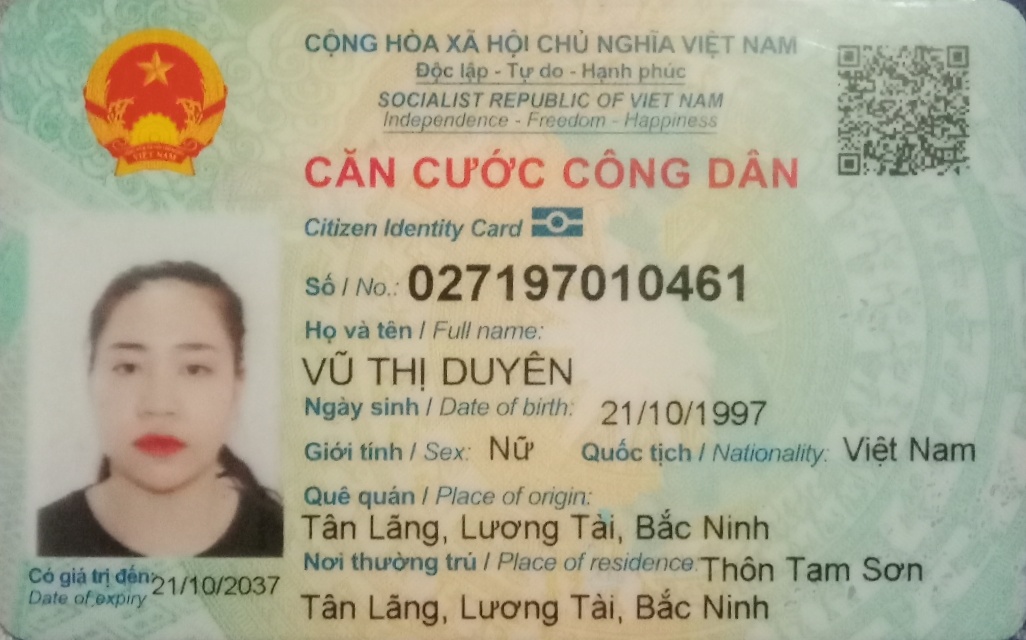 CỘNG HÒA XÃ HỘI CHỦ NGHĨA VIỆT NAM
Độc lập - Tự do - Hạnh phúc
SOCIALIST REPUBLIC OF VIET NAM
Independence - Freedom - Happiness
CĂN CƯỚC CÔNG DÂN
Citizen Identity Card
Số / No.: 027197010461
Họ và tên / Full name:
VŨ THỊ DUYÊN
Ngày sinh / Date of birth: 21/10/1997
Giới tính / Sex: Nữ Quốc tịch / Nationality: Việt Nam
Quê quán / Place of origin:
Tân Lãng, Lương Tài, Bắc Ninh
Nơi thường trú / Place of residence: Thôn Tam Sơn
Tân Lãng, Lương Tài, Bắc Ninh
Có giá trị đến: 21/10/2037
Date of expiry
VIỆT NAM